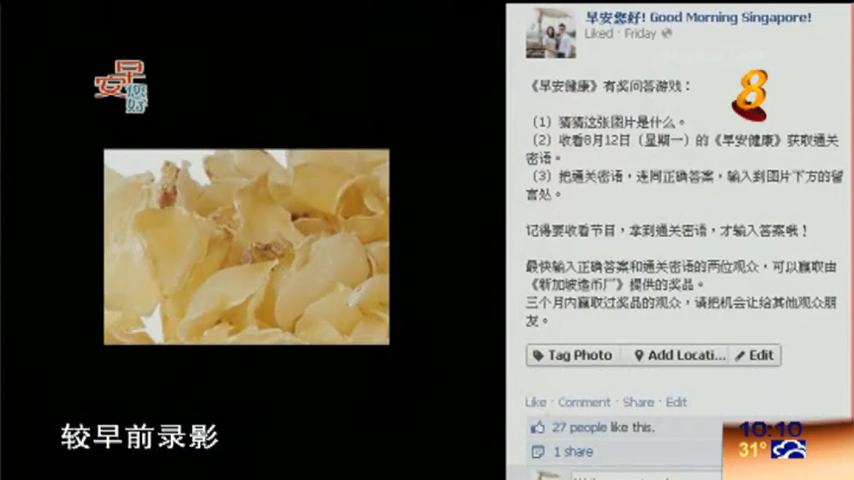 早安您好
早安您好! Good Morning Singapore!
Liked · Friday
8
《早安健康》有奖问答游戏：
（1）猜猜这张图片是什么。
（2）收看8月12日（星期一）的《早安健康》获取通关
密语。
（3）把通关密语，连同正确答案，输入到图片下方的留
言处。
记得要收看节目，拿到通关密语，才输入答案哦！
最快输入正确答案和通关密语的两位观众，可以赢取由
《新加坡造币厂》提供的奖品。
三个月内赢取过奖品的观众，请把机会让给其他观众朋
友。
Tag Photo
Add Locati...
Edit
Like · Comment · Share · Edit
27 people like this.
1 share
较早前录影
10:10
31°